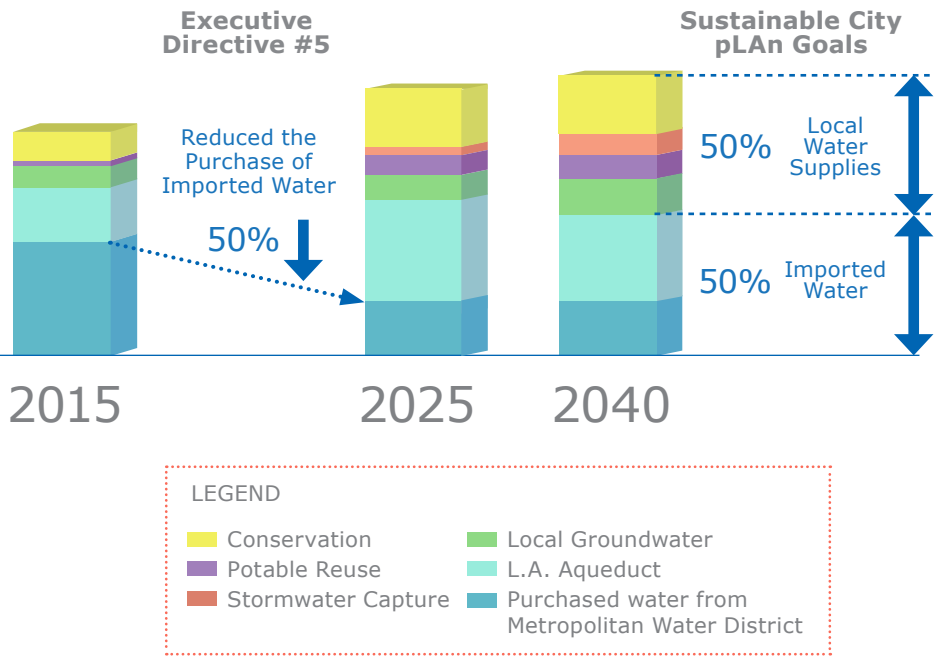 Executive
Directive #5
Sustainable City
pLAn Goals
Reduced the
Purchase of
Imported Water
50%
50%
Local
Water
Supplies
50%
Imported
Water
2015
2025
2040
LEGEND
Conservation
Potable Reuse
Stormwater Capture
Local Groundwater
L.A. Aqueduct
Purchased water from
Metropolitan Water District